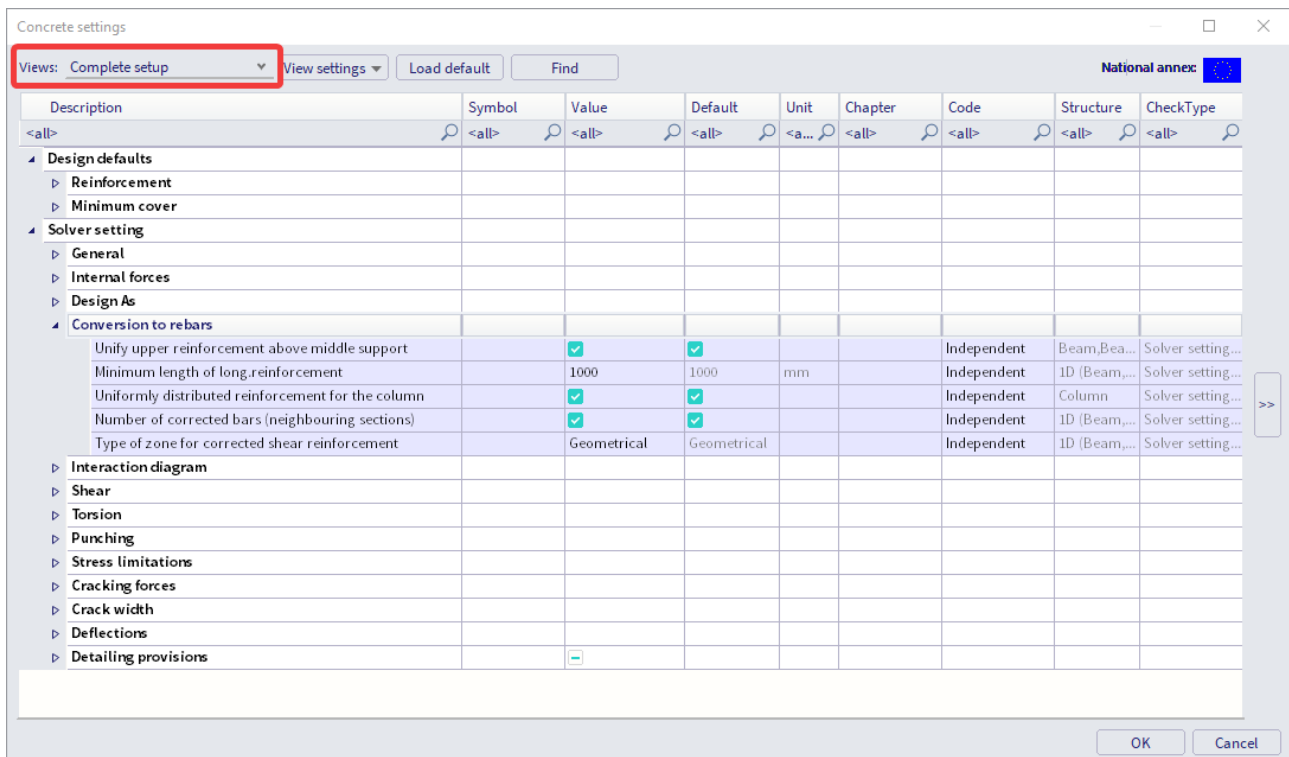 Concrete settings
Views: Complete setup View settings Load default Find National annex:
Description Symbol Value Default Unit Chapter Code Structure CheckType
<all> <all> <all> <all> <a... <all> <all> <all> <all>
Design defaults
Reinforcement
Minimum cover
Solver setting
General
Internal forces
Design As
Conversion to rebars
Unify upper reinforcement above middle support Independent Beam,Bea... Solver setting...
Minimum length of long.reinforcement 1000 1000 mm Independent 1D (Beam,... Solver setting...
Uniformly distributed reinforcement for the column Independent Column Solver setting...
>>
Number of corrected bars (neighbouring sections) Independent 1D (Beam,... Solver setting...
Type of zone for corrected shear reinforcement Geometrical Geometrical Independent 1D (Beam,... Solver setting...
Interaction diagram
Shear
Torsion
Punching
Stress limitations
Cracking forces
Crack width
Deflections
Detailing provisions
OK Cancel